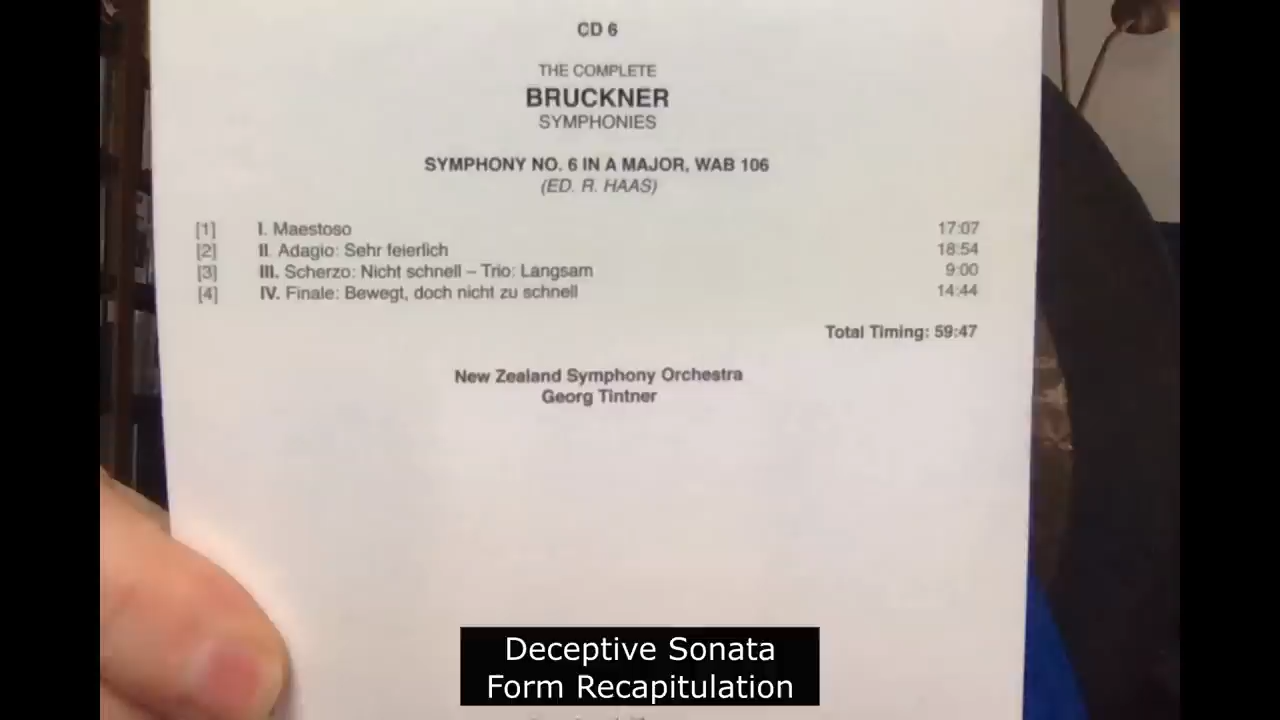 CD 6
THE COMPLETE
BRUCKNER
SYMPHONIES
SYMPHONY NO. 6 IN A MAJOR, WAB 106
(ED. R. HAAS)
[1] I. Maestoso 17:07
[2] II. Adagio: Sehr feierlich 18:54
[3] III. Scherzo: Nicht schnell – Trio: Langsam 9:00
[4] IV. Finale: Bewegt, doch nicht zu schnell 14:44
Total Timing: 59:47
New Zealand Symphony Orchestra
Georg Tintner
Deceptive Sonata
Form Recapitulation